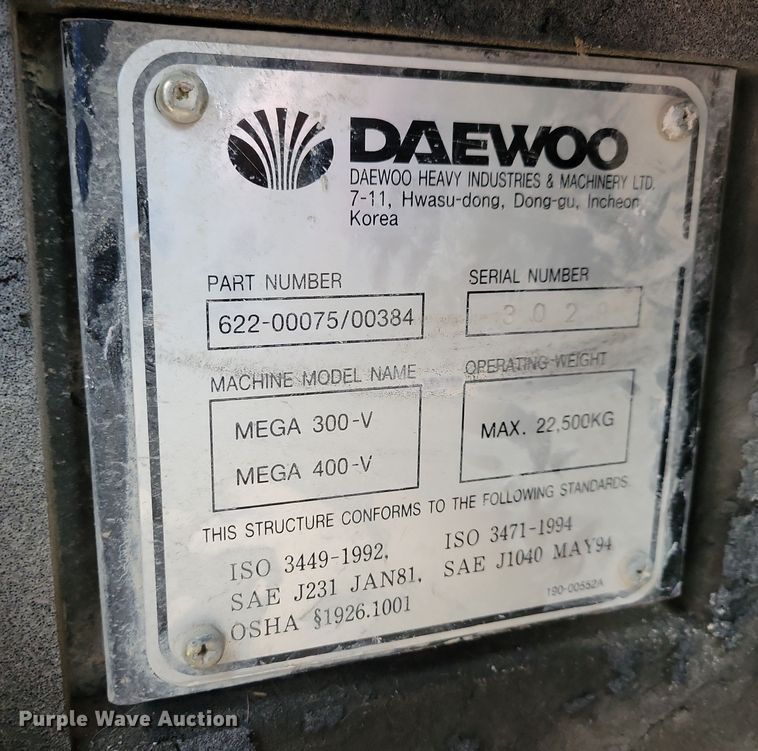 DAEWOO
DAEWOO HEAVY INDUSTRIES & MACHINERY LTD.
7-11, Hwasu-dong, Dong-gu, Incheon
Korea
PART NUMBER
622-00075/00384
SERIAL NUMBER
MACHINE MODEL NAME
MEGA 300-V
MEGA 400-V
OPERATING WEIGHT
MAX. 22,500KG
THIS STRUCTURE CONFORMS TO THE FOLLOWING STANDARDS
ISO 3449-1992, ISO 3471-1994
SAE J231 JAN81, SAE J1040 MAY94
OSHA §1926.1001
190-00552A
Purple Wave Auction